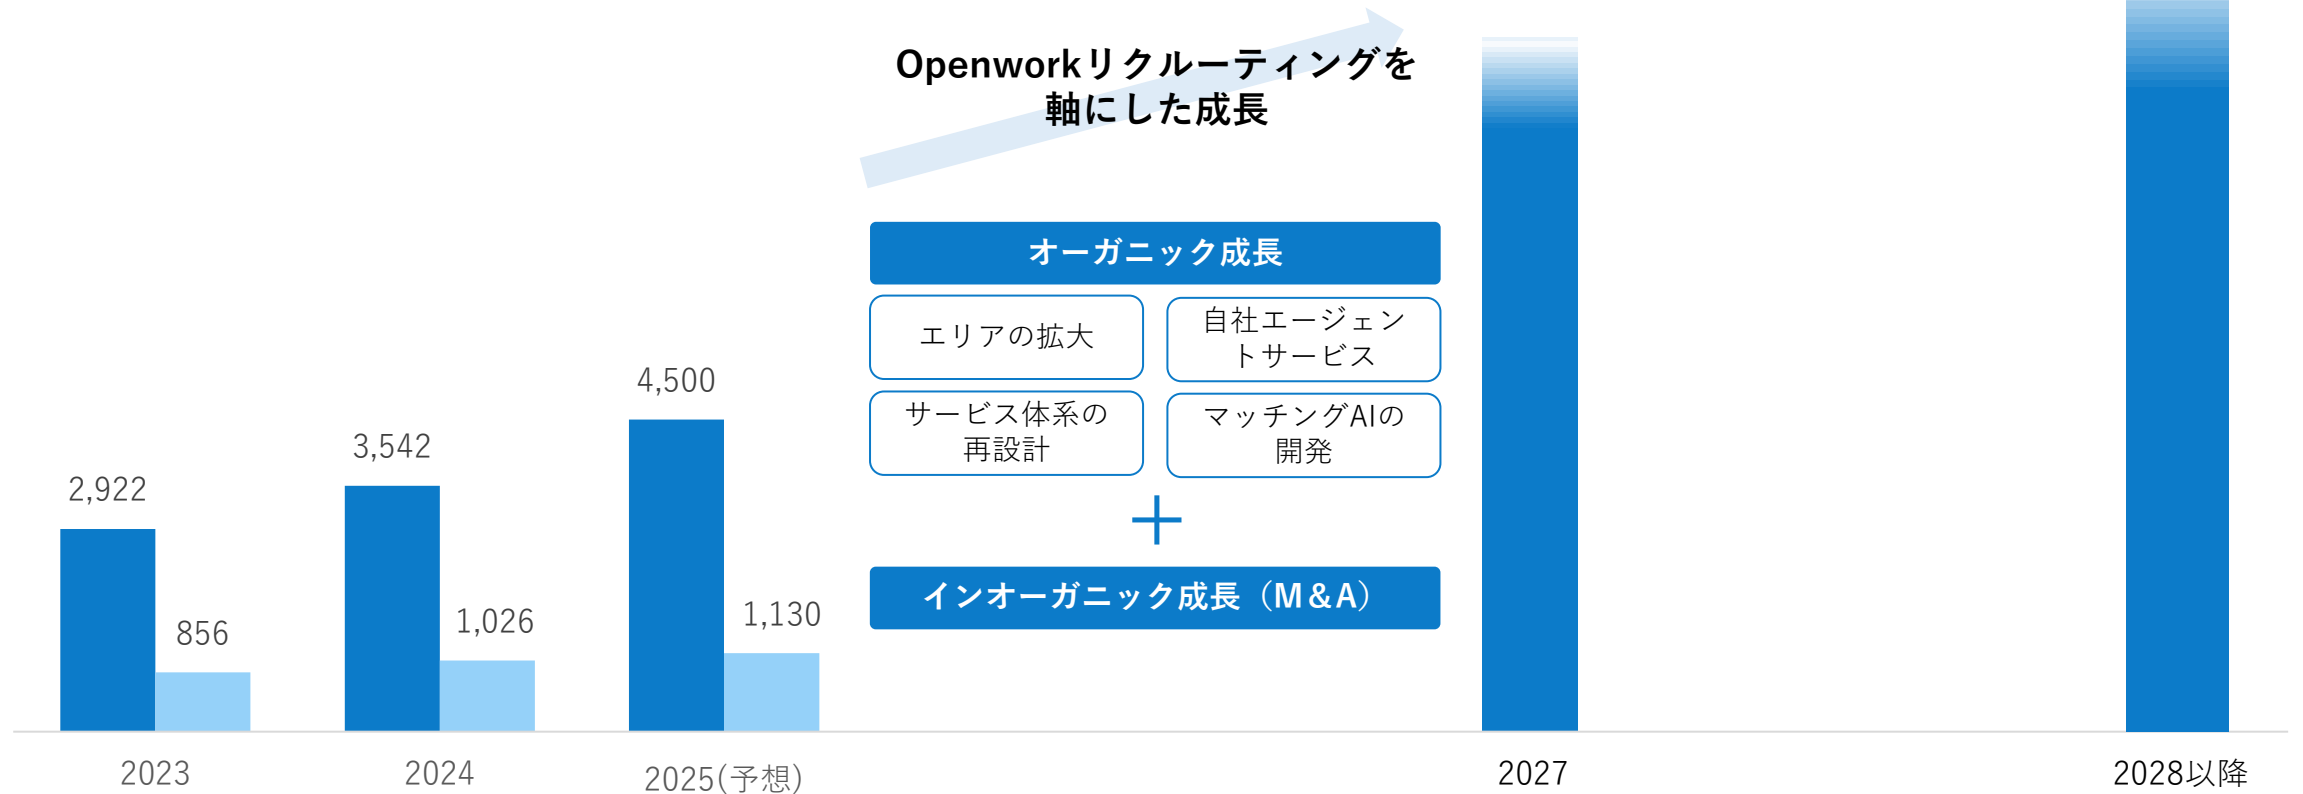 Openworkリクルーティングを
軸にした成長
オーガニック成長
エリアの拡大
自社エージェン
トサービス
サービス体系の
再設計
マッチングAIの
開発
インオーガニック成長（M＆A）
2,922
856
3,542
1,026
4,500
1,130
2023
2024
2025(予想)
2027
2028以降